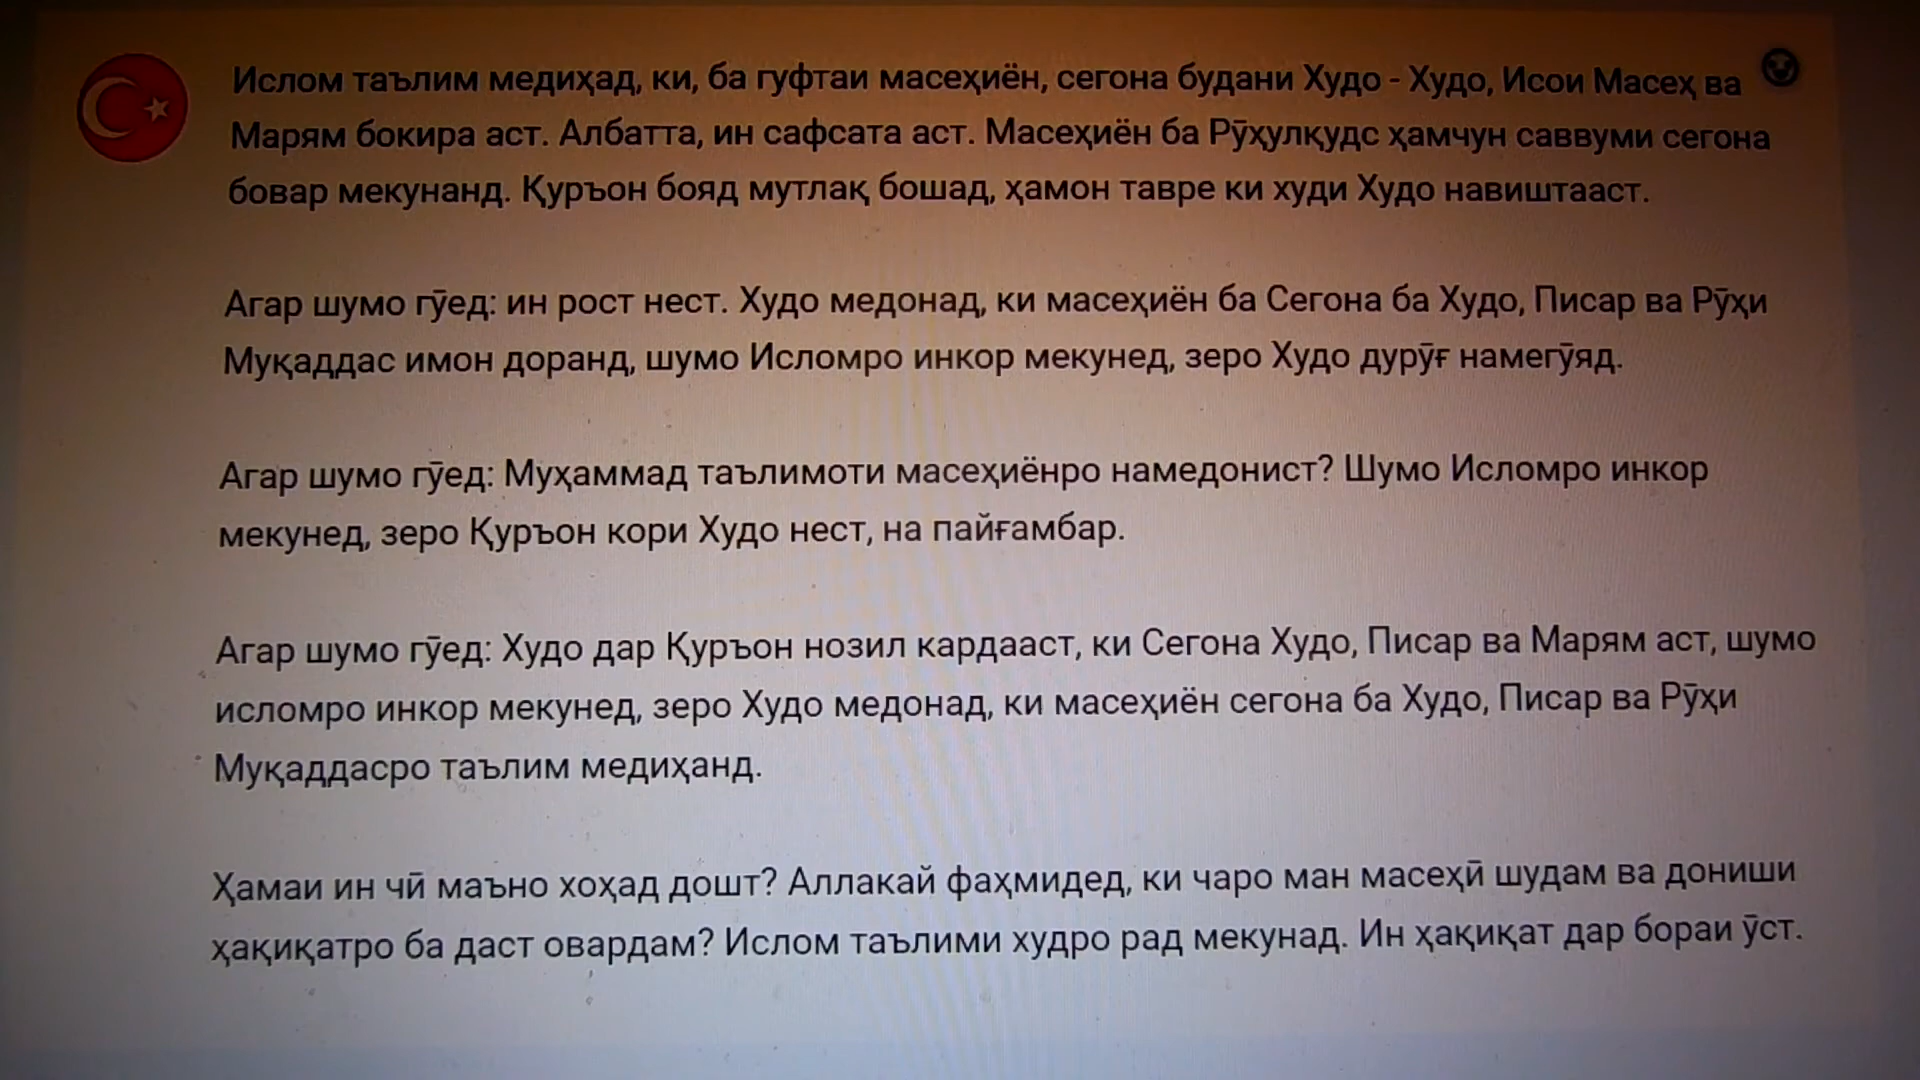 Ислом таълим медиҳад, ки, ба гуфтаи масеҳиён, сегона будани Худо - Худо, Исои Масеҳ ва
Марям бокира аст. Албатта, ин сафсата аст. Масеҳиён ба Рӯҳулқудс ҳамчун саввуми сегона
бовар мекунанд. Қуръон бояд мутлақ бошад, ҳамон тавре ки худи Худо навиштааст.
Агар шумо гӯед: ин рост нест. Худо медонад, ки масеҳиён ба Сегона ба Худо, Писар ва Рӯҳи
Муқаддас имон доранд, шумо Исломро инкор мекунед, зеро Худо дурӯғ намегӯяд.
Агар шумо гӯед: Муҳаммад таълимоти масеҳиёнро намедонист? Шумо Исломро инкор
мекунед, зеро Қуръон кори Худо нест, на пайғамбар.
Агар шумо гӯед: Худо дар Қуръон нозил кардааст, ки Сегона Худо, Писар ва Марям аст, шумо
исломро инкор мекунед, зеро Худо медонад, ки масеҳиён сегона ба Худо, Писар ва Рӯҳи
Муқаддасро таълим медиҳанд.
Ҳамаи ин чӣ маъно хоҳад дошт? Аллакай фаҳмидед, ки чаро ман масеҳӣ шудам ва дониши
ҳақиқатро ба даст овардам? Ислом таълими худро рад мекунад. Ин ҳақиқат дар бораи ӯст.